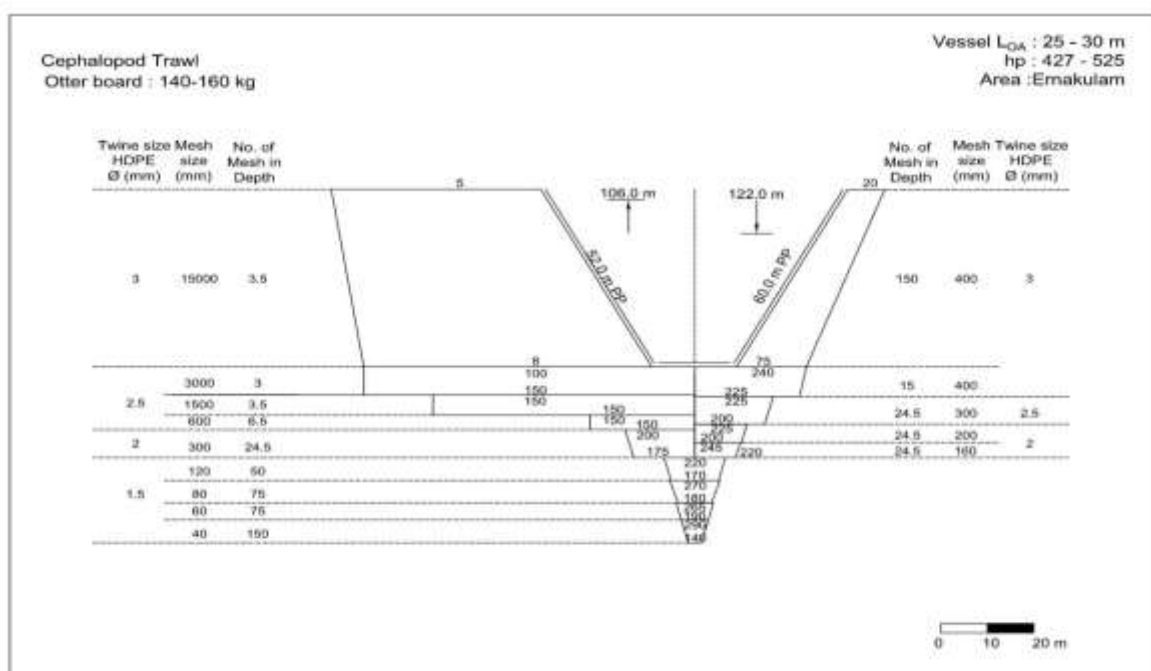 Cephalopod Trawl
Otter board : 140-160 kg
Vessel LOA : 25 - 30 m
hp : 427 - 525
Area :Ernakulam
Twine size Mesh No. of
HDPE size Mesh in
Ø (mm) (mm) Depth
No. of Mesh Twine size
Mesh in size HDPE
Depth (mm) Ø (mm)
5 20
106.0 m 122.0 m
52.0 m PP 60.0 m PP
3 15000 3.5 150 400 3
8 75
100 240
3000 3 15 400
150 225
2.5 1500 3.5 150 225 24.5 300 2.5
150 200
600 6.5 150 225
150
2 300 24.5 200 200 24.5 200 2
175 245 220 24.5 160
220
120 50
170
270
1.5 80 75
180
60 75
40 150
140
0 10 20 m